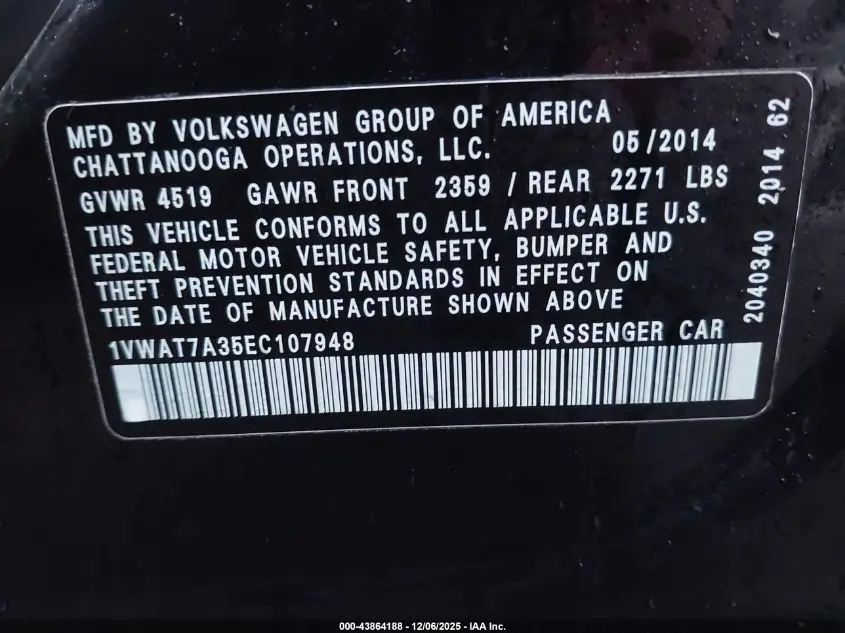 MFD BY VOLKSWAGEN GROUP OF AMERICA
CHATTANOOGA OPERATIONS, LLC. 05/2014
GVWR 4519 GAWR FRONT 2359 / REAR 2271 LBS
THIS VEHICLE CONFORMS TO ALL APPLICABLE U.S.
FEDERAL MOTOR VEHICLE SAFETY, BUMPER AND
THEFT PREVENTION STANDARDS IN EFFECT ON
THE DATE OF MANUFACTURE SHOWN ABOVE
1VWAT7A35EC107948 PASSENGER CAR
2040340 2014 62
000-43864188 - 12/06/2025 - IAA Inc.